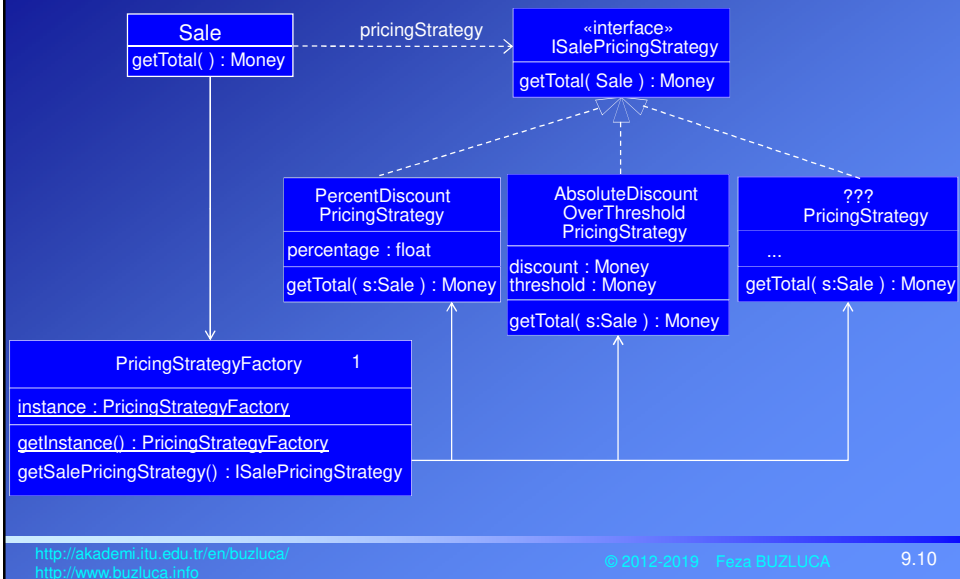 Sale
getTotal( ) : Money
pricingStrategy
«interface»
ISalePricingStrategy
getTotal( Sale ) : Money
PercentDiscount
PricingStrategy
percentage : float
getTotal( s:Sale ) : Money
AbsoluteDiscount
OverThreshold
PricingStrategy
discount : Money
threshold : Money
getTotal( s:Sale ) : Money
???
PricingStrategy
...
getTotal( s:Sale ) : Money
PricingStrategyFactory 1
instance : PricingStrategyFactory
getInstance() : PricingStrategyFactory
getSalePricingStrategy() : ISalePricingStrategy
http://akademi.itu.edu.tr/en/buzluca/
http://www.buzluca.info
© 2012-2019 Feza BUZLUCA
9.10